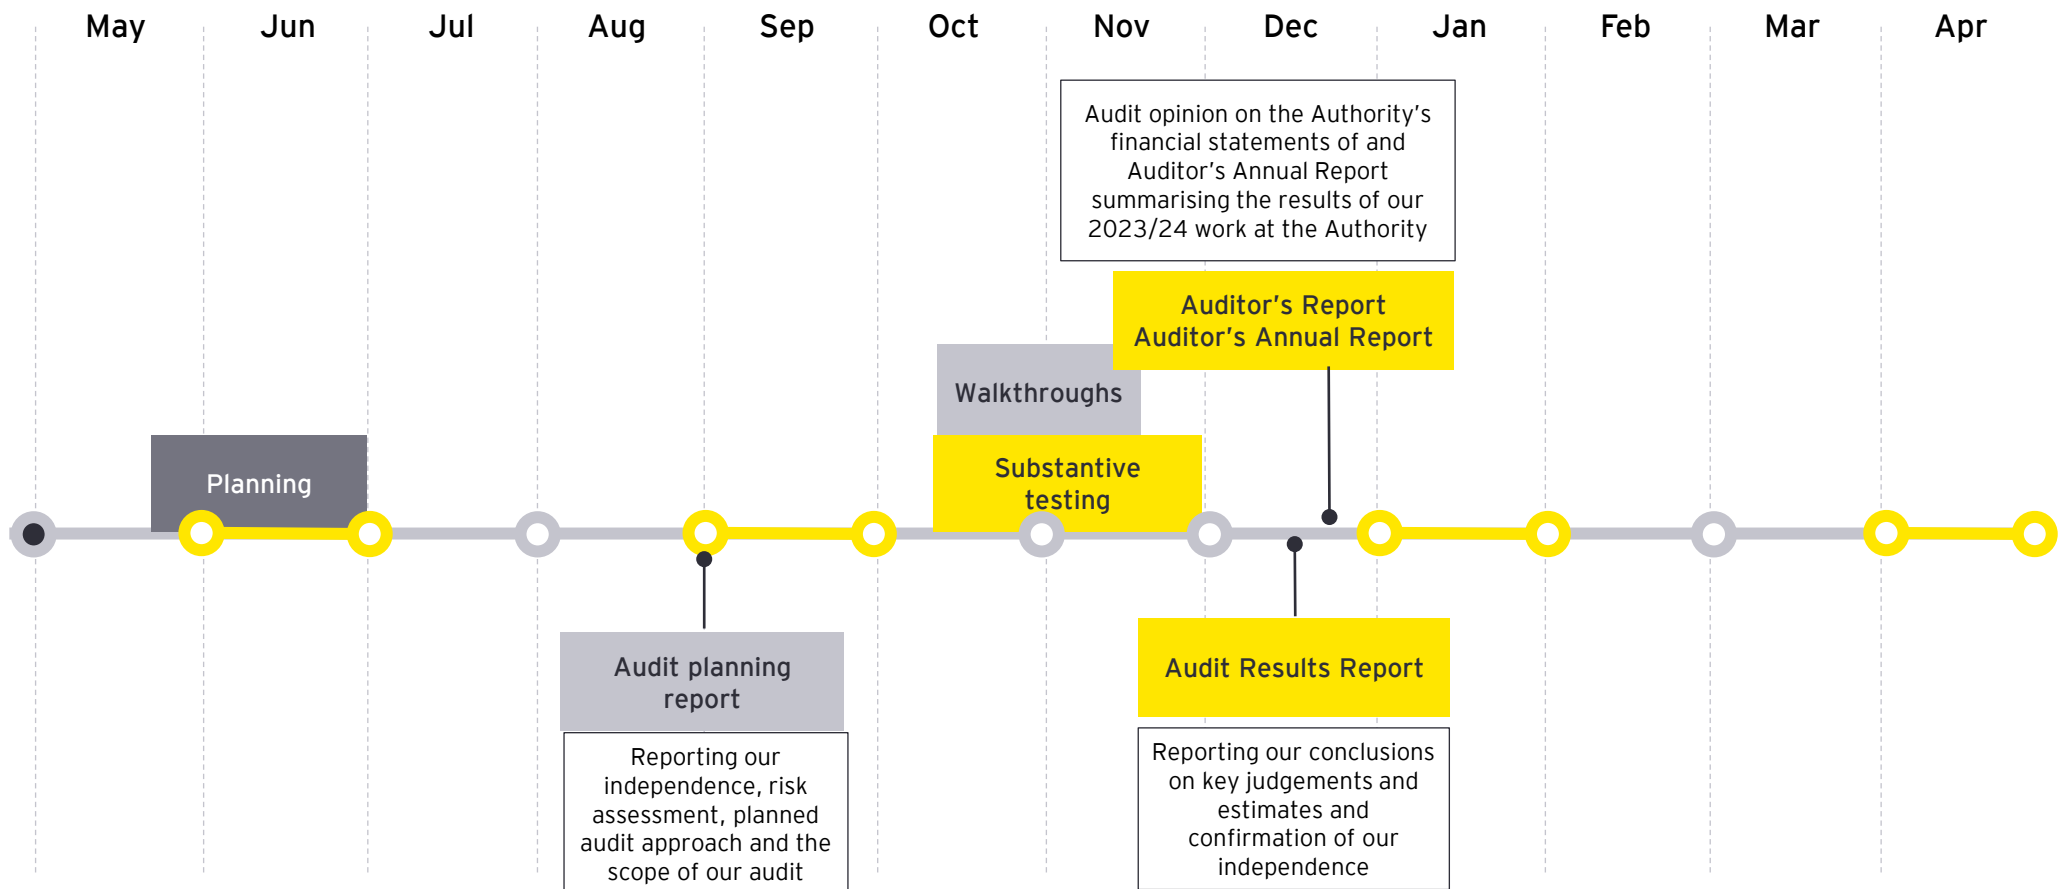 May Jun Jul Aug Sep Oct Nov Dec Jan Feb Mar Apr
Audit opinion on the Authority's
financial statements of and
Auditor's Annual Report
summarising the results of our
2023/24 work at the Authority
Auditor's Report
Auditor's Annual Report
Walkthroughs
Planning
Substantive
testing
Audit planning
report
Reporting our
independence, risk
assessment, planned
audit approach and the
scope of our audit
Audit Results Report
Reporting our conclusions
on key judgements and
estimates and
confirmation of our
independence